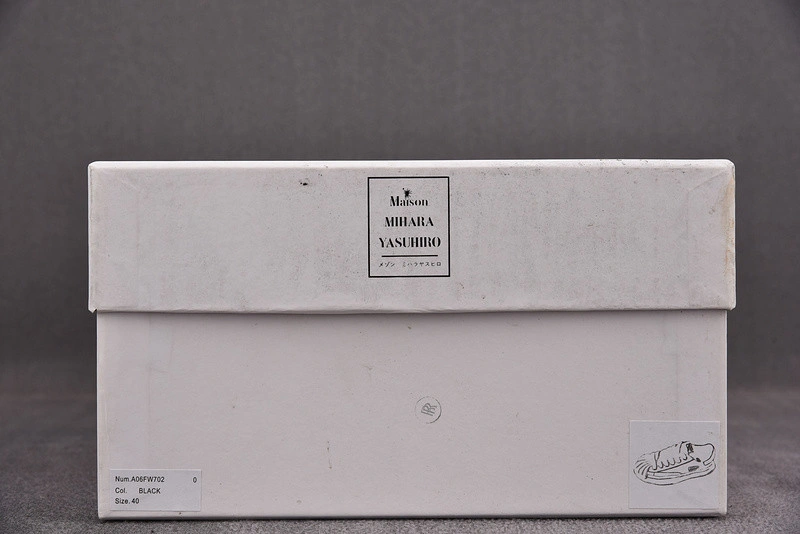 Maison
MIHARA
YASUHIRO
メゾン ミハラヤスヒロ
Num.A06FW702 0
Col. BLACK
Size. 40